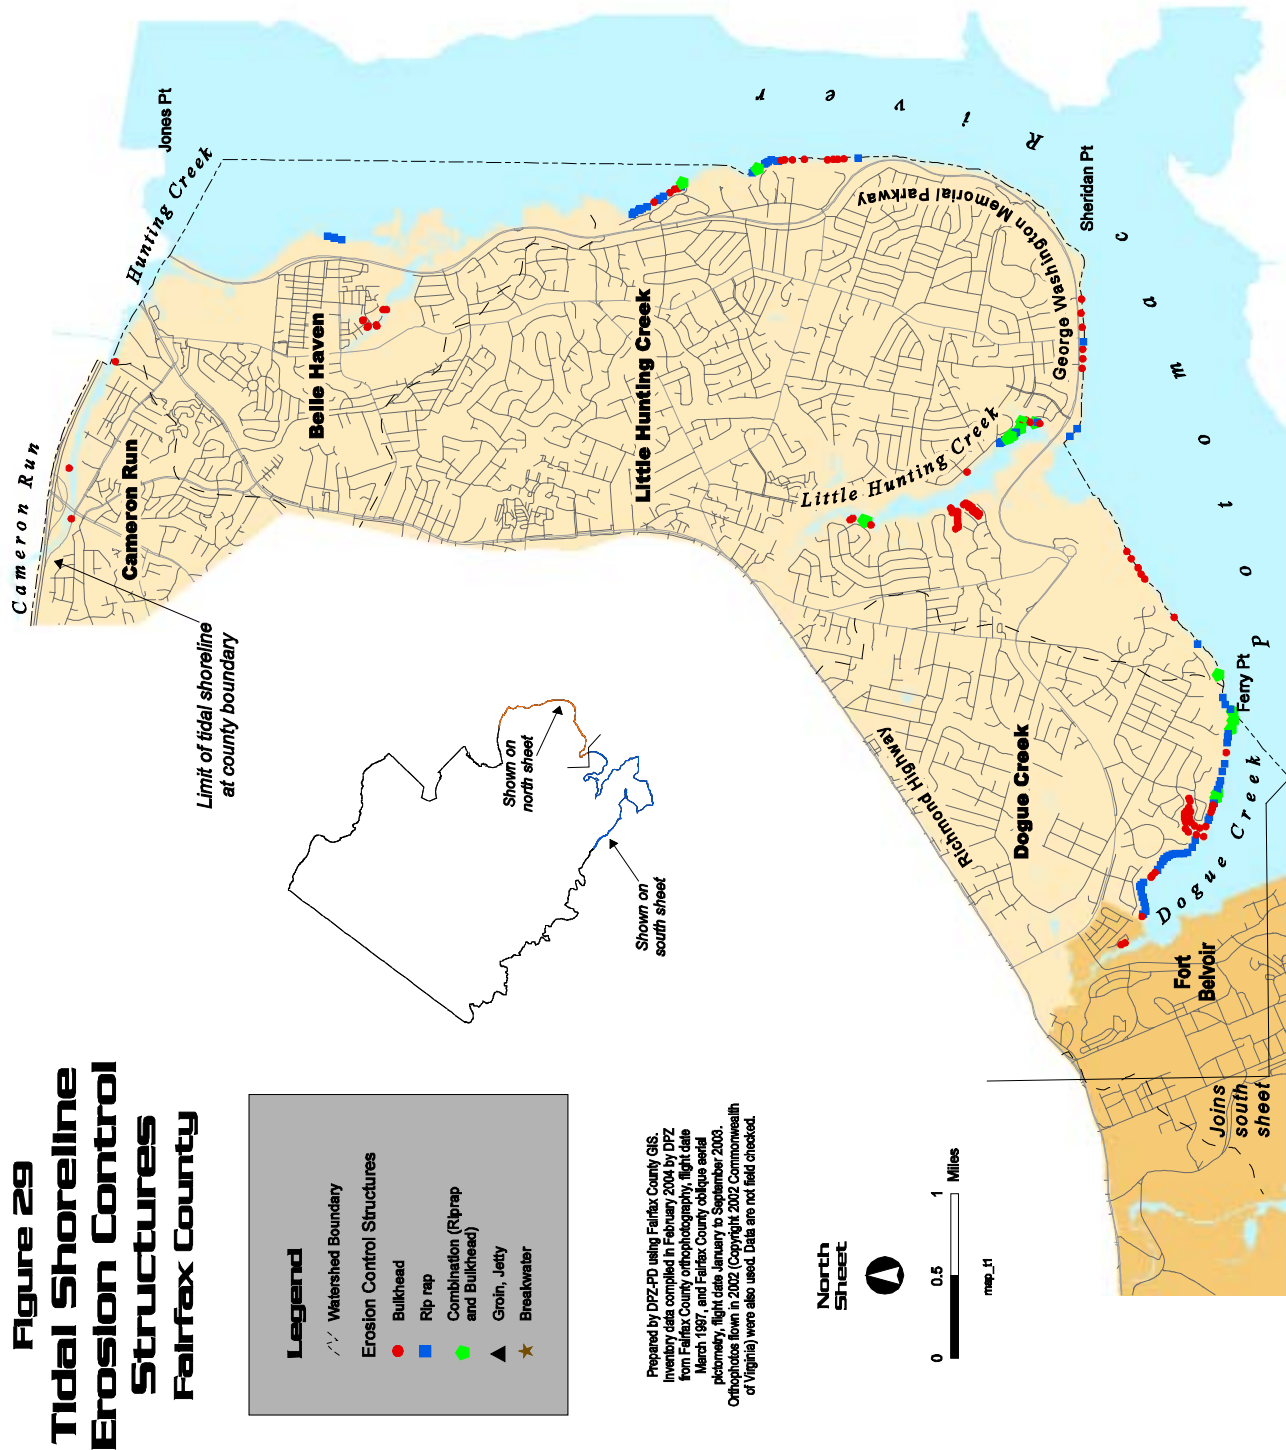 Figure 29
Tidal Shoreline
Erosion Control
Structures
Fairfax County
Legend
Watershed Boundary
Erosion Control Structures
Bulkhead
Rip rap
Combination (Riprap
and Bulkhead)
Groin, Jetty
Breakwater
Prepared by DPZ-PD using Fairfax County GIS.
Inventory data compiled in February 2004 by DPZ
from Fairfax County orthophotography, flight date
March 1997, and Fairfax County oblique aerial
pictometry, flight date January to September 2003.
Orthophotos flown in 2002 (Copyright 2002 Commonwealth
of Virginia) were also used. Data are not field checked.
North
Sheet
0 0.5 1
Miles
map_t1
Shown on
north sheet
Shown on
south sheet
Limit of tidal shoreline
at county boundary
Cameron Run
Cameron Run
Hunting Creek
Jones Pt
Belle Haven
Little Hunting Creek
Little Hunting Creek
George Washington Memorial Parkway
Sheridan Pt
Potomac River
Richmond Highway
Dogue Creek
Ferry Pt
Dogue Creek
Fort
Belvoir
Joins
south
sheet